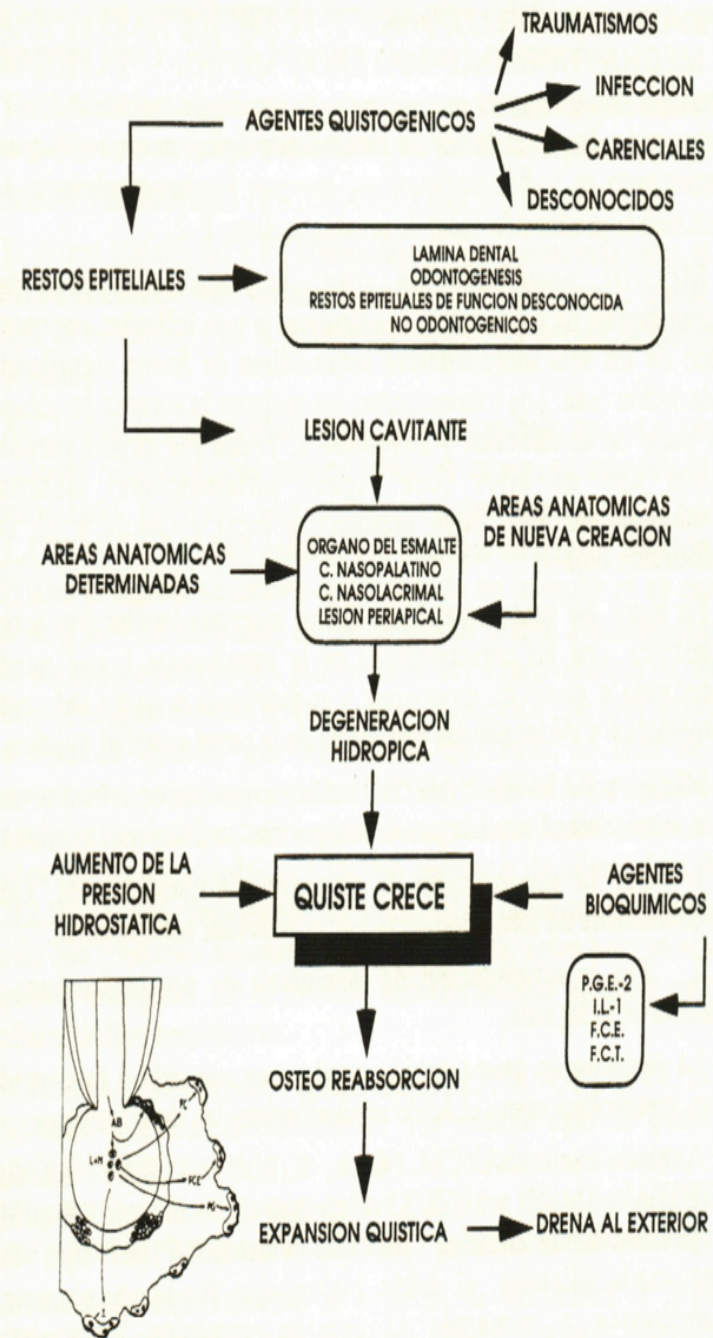 TRAUMATISMOS
INFECCION
AGENTES QUISTOGENICOS
CARENCIALES
DESCONOCIDOS
RESTOS EPITELIALES
LAMINA DENTAL
ODONTOGENESIS
RESTOS EPITELIALES DE FUNCION DESCONOCIDA
NO ODONTOGENICOS
LESION CAVITANTE
AREAS ANATOMICAS
DE NUEVA CREACION
AREAS ANATOMICAS
DETERMINADAS
ORGANO DEL ESMALTE
C. NASOPALATINO
C. NASOLACRIMAL
LESION PERIAPICAL
DEGENERACION
HIDROPICA
AUMENTO DE LA
PRESION
HIDROSTATICA
QUISTE CRECE
AGENTES
BIOQUIMICOS
P.G.E.-2
I.L.-1
F.C.E.
F.C.T.
OSTEO REABSORCION
AB
L+M
EXPANSION QUISTICA
DRENA AL EXTERIOR